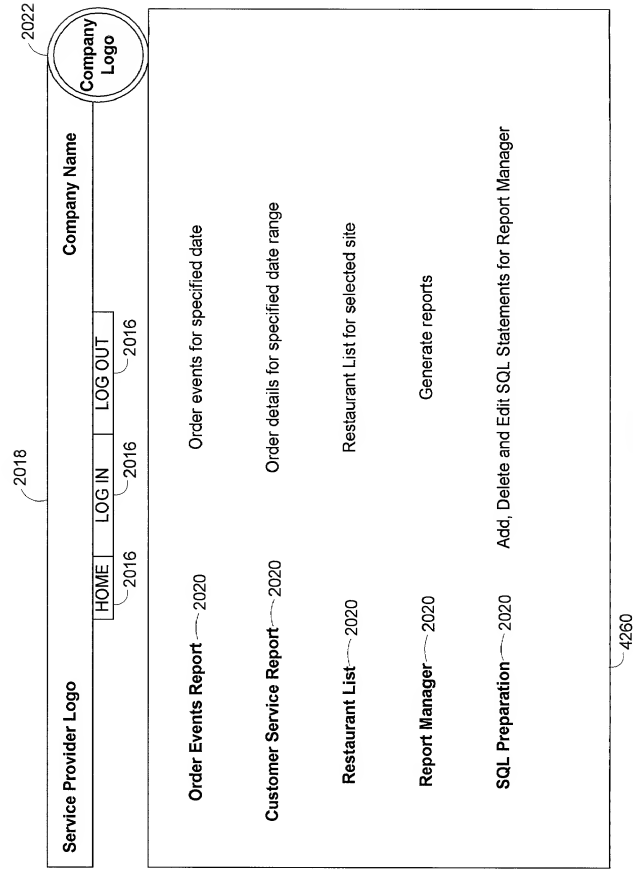 2018
2022
Service Provider Logo
Company Name
Company
Logo
HOME
LOG IN
LOG OUT
2016
2016
2016
Order Events Report
2020
Order events for specified date
Customer Service Report
2020
Order details for specified date range
Restaurant List
2020
Restaurant List for selected site
Report Manager
2020
Generate reports
SQL Preparation
2020
Add, Delete and Edit SQL Statements for Report Manager
4260